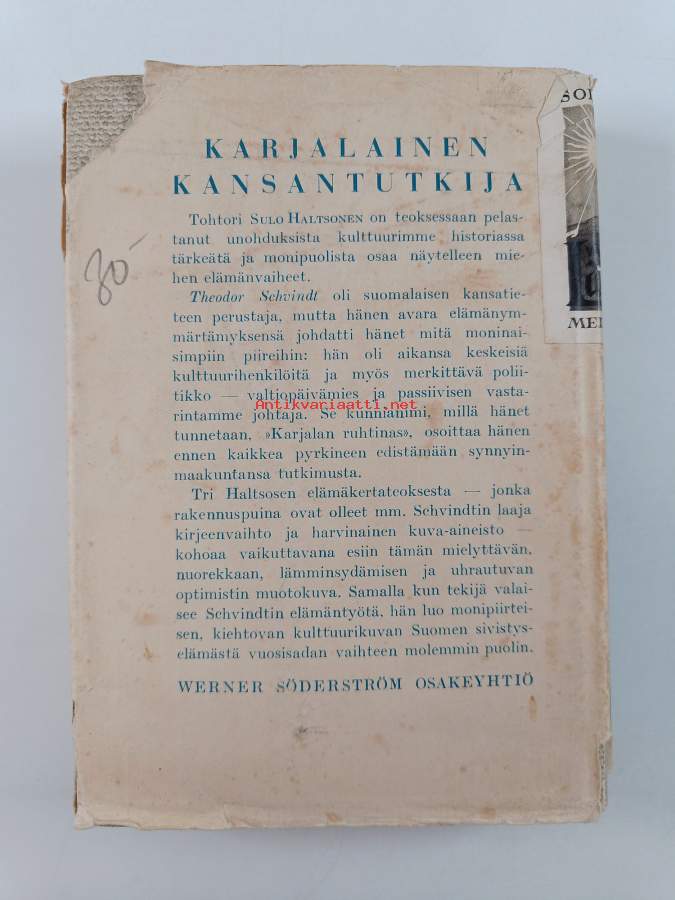 KARJALAINEN
KANSANTUTKIJA
Tohtori SULO HALTSONEN on teoksessaan pelas-
tanut unohduksista kulttuurimme historiassa
tärkeätä ja monipuolista osaa näytelleen mie-
hen elämänvaiheet.
Theodor Schvindt oli suomalaisen kansatie-
teen perustaja, mutta hänen avara elämänym-
märtämyksensä johdatti hänet mitä moninai-
simpiin piireihin: hän oli aikansa keskeisiä
kulttuurihenkilöitä ja myös merkittävä polii-
tikko — valtiopäivämies ja passiivisen vasta-
rintamme johtaja. Se kunnianimi, millä hänet
tunnetaan, »Karjalan ruhtinas», osoittaa hänen
ennen kaikkea pyrkineen edistämään synnyin-
maakuntansa tutkimusta.
Tri Haltsosen elämäkertateoksesta — jonka
rakennuspuina ovat olleet mm. Schvindtin laaja
kirjeenvaihto ja harvinainen kuva-aineisto —
kohoaa vaikuttavana esiin tämän miellyttävän,
nuorekkaan, lämminsydämisen ja uhrautuvan
optimistin muotokuva. Samalla kun tekijä valai-
see Schvindtin elämäntyötä, hän luo monipiirtei-
sen, kiehtovan kulttuurikuvan Suomen sivistys-
elämästä vuosisadan vaihteen molemmin puolin.
WERNER SÖDERSTRÖM OSAKEYHTIÖ
80-
SOI
MEI
Antikvariaatti.net